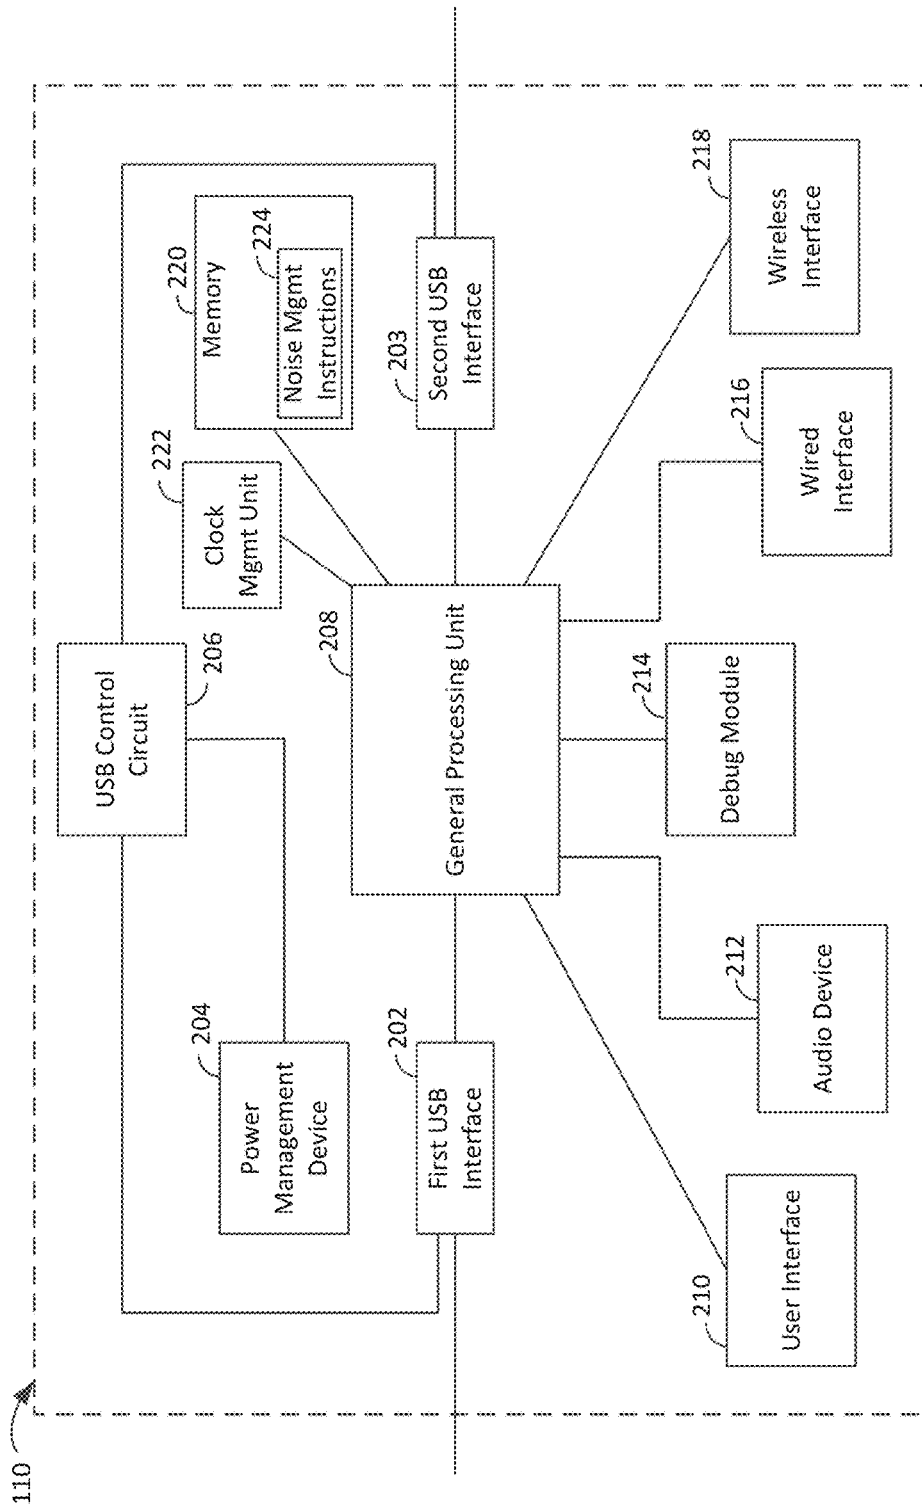 110
USB Control
Circuit
206
204
Power
Management
Device
222
Clock
Mgmt Unit
220
Memory
224
Noise Mgmt
Instructions
202
First USB
Interface
208
General Processing Unit
203
Second USB
Interface
210
User Interface
212
Audio Device
214
Debug Module
216
Wired
Interface
218
Wireless
Interface